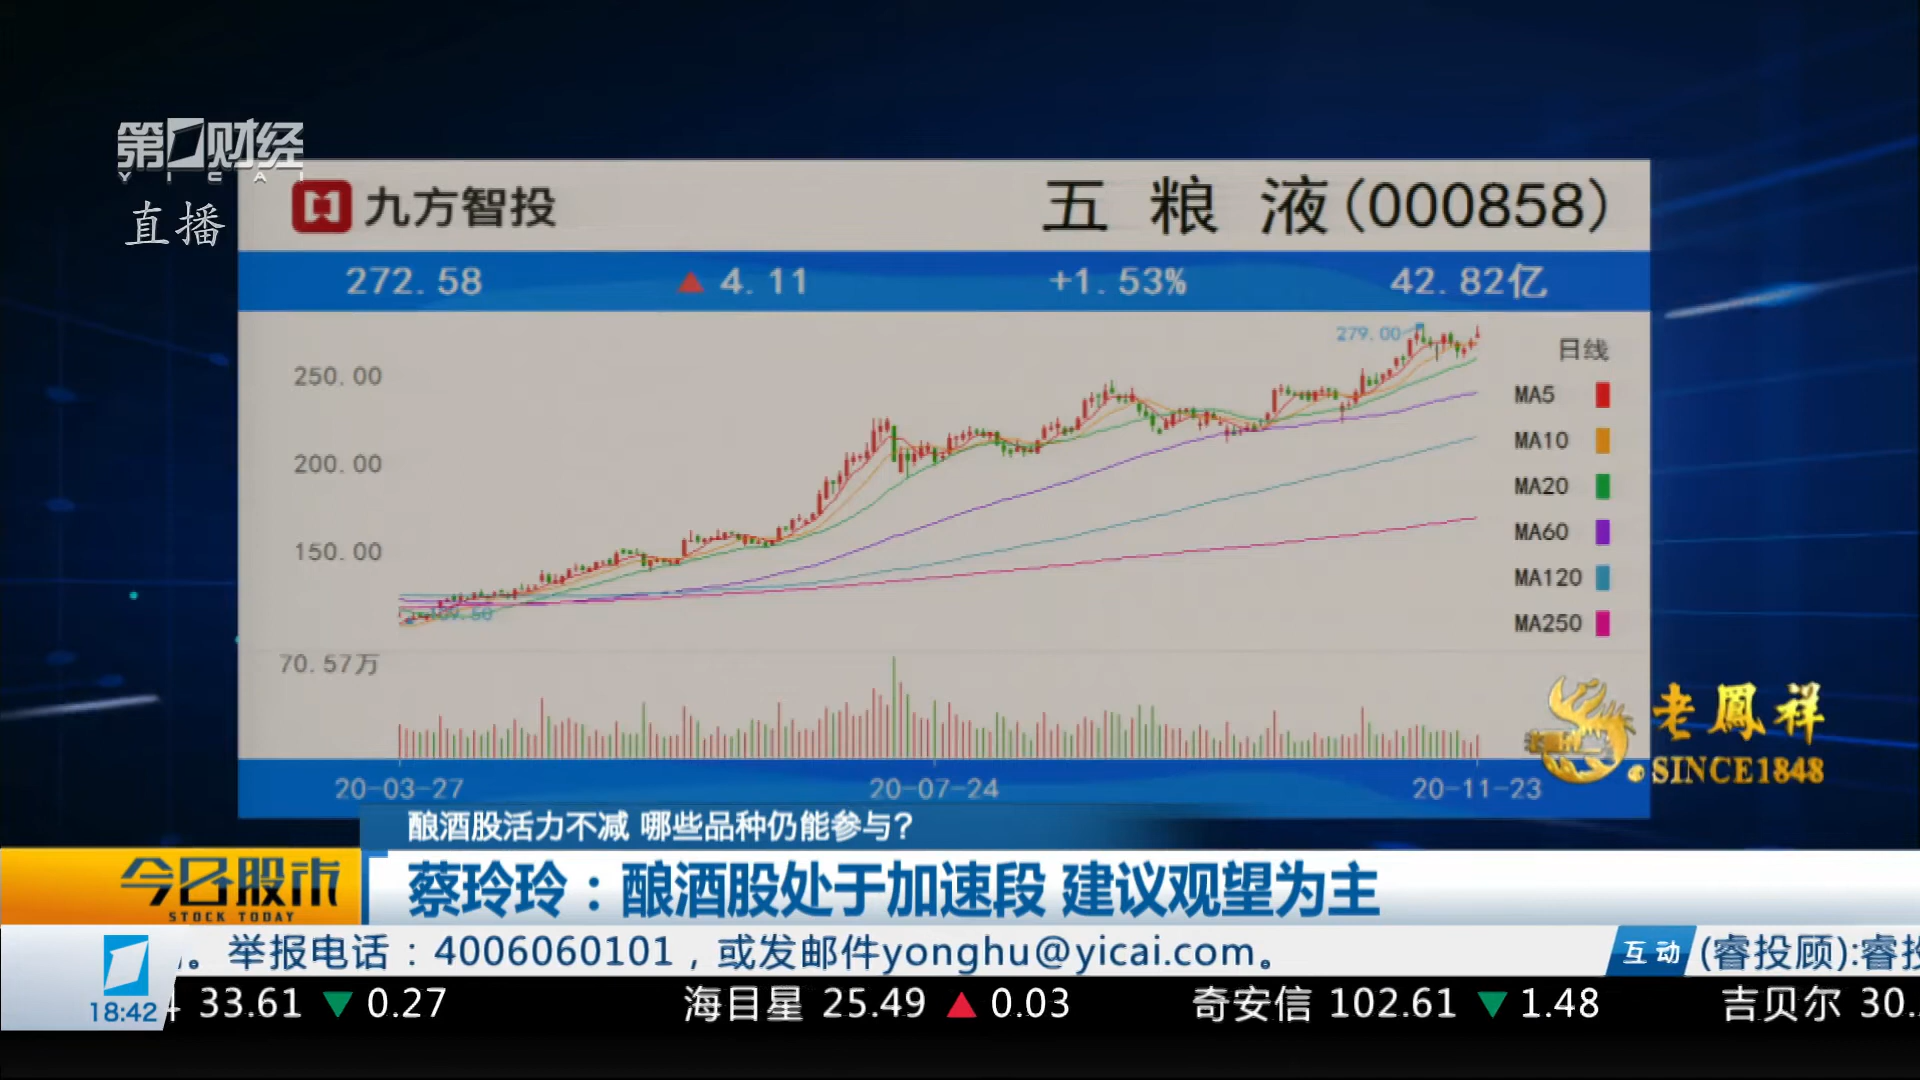 第一财经
YICAI
直播
九方智投
五 粮 液(000858)
272.58 ▲ 4.11 +1.53% 42.82亿
279.00
日线
250.00
200.00
150.00
MA5
MA10
MA20
MA60
MA120
MA250
109.50
70.57万
20-03-27 20-07-24 20-11-23
老鳳祥
SINCE1848
酿酒股活力不减 哪些品种仍能参与?
今日股市
STOCK TODAY
蔡玲玲：酿酒股处于加速段 建议观望为主
。举报电话：4006060101，或发邮件yonghu@yicai.com。
互动 (睿投顾):睿投
18:42
33.61 ▼ 0.27 海目星 25.49 ▲ 0.03 奇安信 102.61 ▼ 1.48 吉贝尔 30.